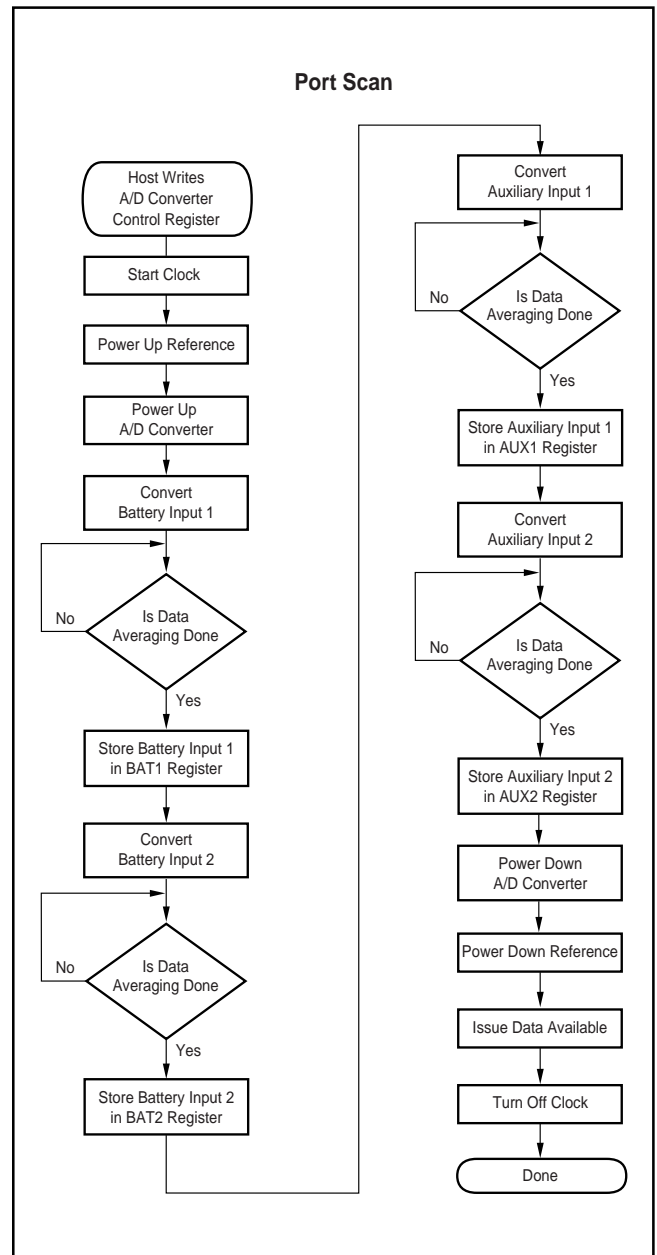 Port Scan
Host Writes
A/D Converter
Control Register
Start Clock
Power Up Reference
Power Up
A/D Converter
Convert
Battery Input 1
Is Data
Averaging Done
No
Yes
Store Battery Input 1
in BAT1 Register
Convert
Battery Input 2
Is Data
Averaging Done
No
Yes
Store Battery Input 2
in BAT2 Register
Convert
Auxiliary Input 1
Is Data
Averaging Done
No
Yes
Store Auxiliary Input 1
in AUX1 Register
Convert
Auxiliary Input 2
Is Data
Averaging Done
No
Yes
Store Auxiliary Input 2
in AUX2 Register
Power Down
A/D Converter
Power Down Reference
Issue Data Available
Turn Off Clock
Done